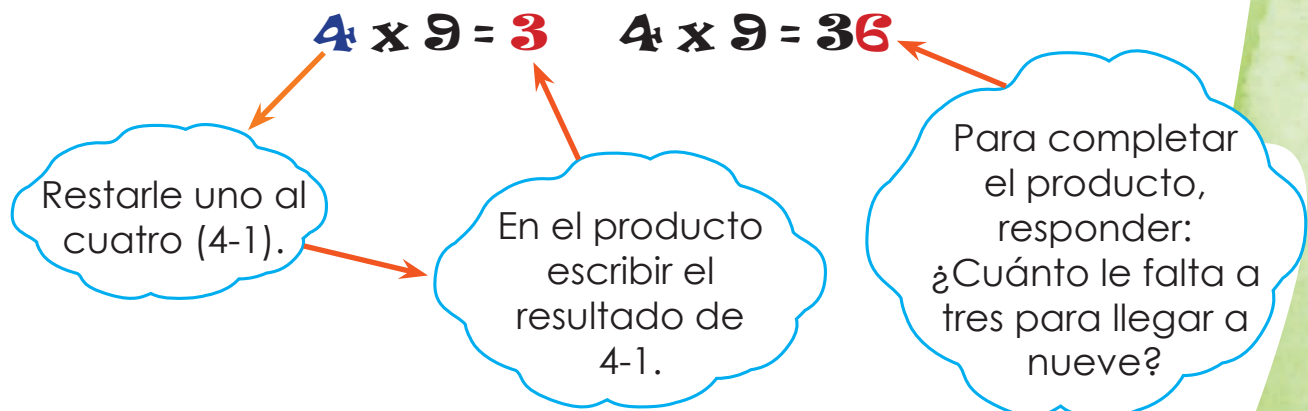 4 x 9 = 3 4 x 9 = 36
Restarle uno al
cuatro (4-1).
En el producto
escribir el
resultado de
4-1.
Para completar
el producto,
responder:
¿Cuánto le falta a
tres para llegar a
nueve?